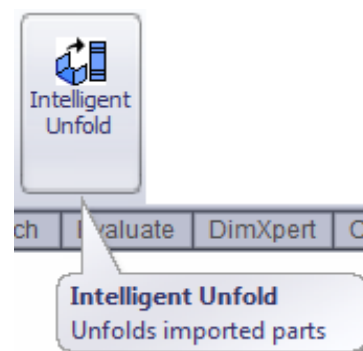 Intelligent
Unfold
Evaluate DimXpert
Intelligent Unfold
Unfolds imported parts